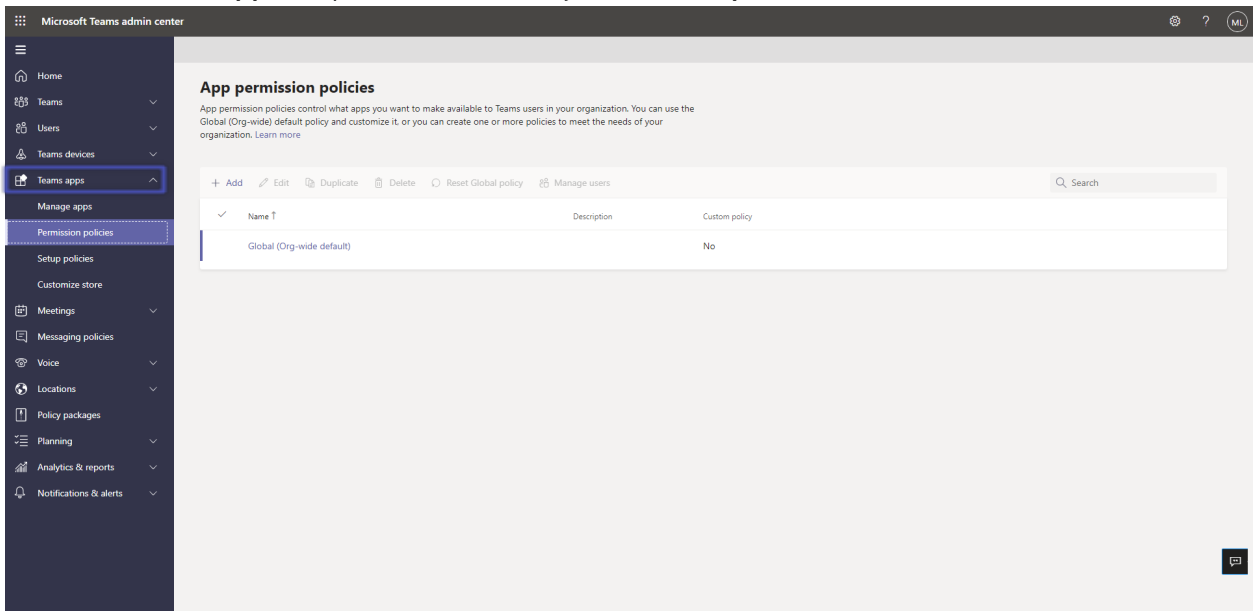 Microsoft Teams admin center
?
ML
Home
Teams
Users
Teams devices
Teams apps
Manage apps
Permission policies
Setup policies
Customize store
Meetings
Messaging policies
Voice
Locations
Policy packages
Planning
Analytics & reports
Notifications & alerts
App permission policies
App permission policies control what apps you want to make available to Teams users in your organization. You can use the
Global (Org-wide) default policy and customize it. or you can create one or more policies to meet the needs of your
organization. Learn more
+ Add Edit Duplicate Delete Reset Global policy Manage users Search
Name ↑ Description Custom policy
Global (Org-wide default) No